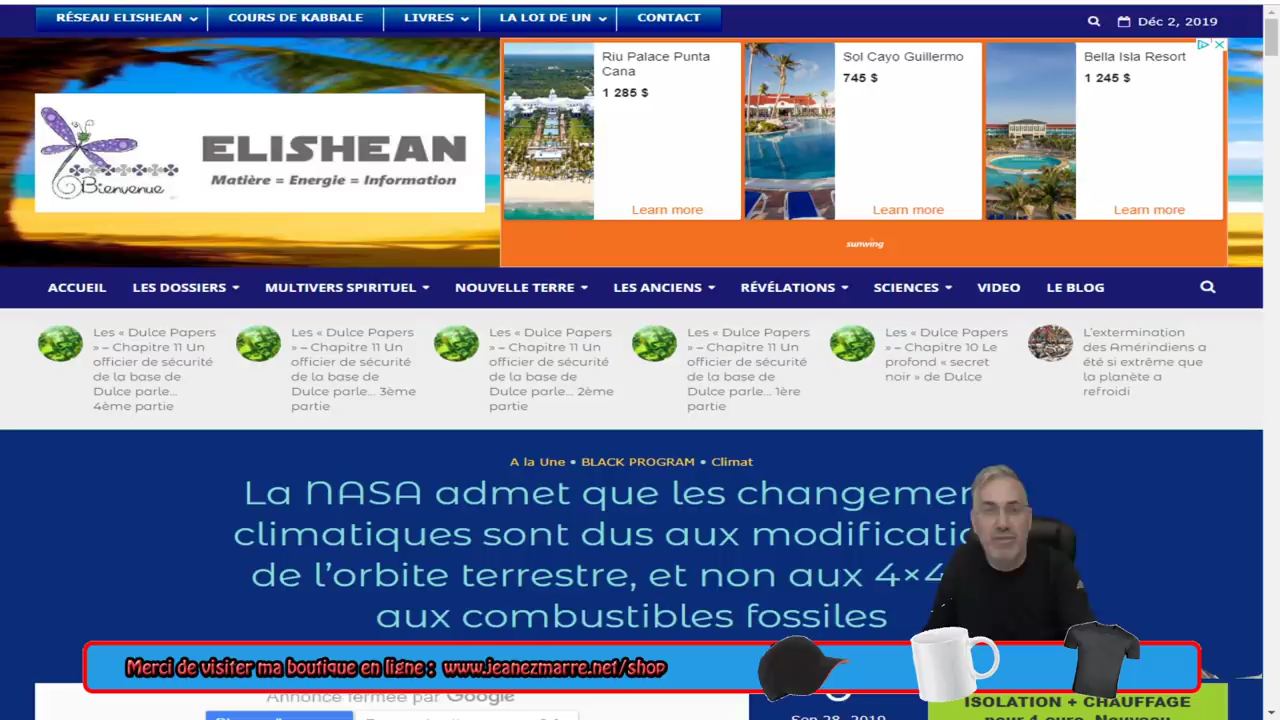 RÉSEAU ELISHEAN
COURS DE KABBALE
LIVRES
LA LOI DE UN
CONTACT
Déc 2, 2019
Bienvenue
ELISHEAN
Matière = Energie = Information
Riu Palace Punta
Cana
1 285 $
Learn more
Sol Cayo Guillermo
745 $
Learn more
Bella Isla Resort
1 245 $
Learn more
sunwing
ACCUEIL
LES DOSSIERS
MULTIVERS SPIRITUEL
NOUVELLE TERRE
LES ANCIENS
RÉVÉLATIONS
SCIENCES
VIDEO
LE BLOG
Les « Dulce Papers
» – Chapitre 11 Un
officier de sécurité
de la base de
Dulce parle...
4ème partie
Les « Dulce Papers
» – Chapitre 11 Un
officier de sécurité
de la base de
Dulce parle... 3ème
partie
Les « Dulce Papers
» – Chapitre 11 Un
officier de sécurité
de la base de
Dulce parle... 2ème
partie
Les « Dulce Papers
» – Chapitre 11 Un
officier de sécurité
de la base de
Dulce parle... 1ère
partie
Les « Dulce Papers
» – Chapitre 10 Le
profond « secret
noir » de Dulce
L'extermination
des Amérindiens a
été si extrême que
la planète a
refroidi
A la Une • BLACK PROGRAM • Climat
La NASA admet que les changemen
climatiques sont dus aux modificatio
de l'orbite terrestre, et non aux 4×4
aux combustibles fossiles
Merci de visiter ma boutique en ligne : www.jeanezmarre.net/shop
Annonce fermée par Google
Sep 28, 2019
ISOLATION + CHAUFFAGE
pour 1 euro. Nouveau